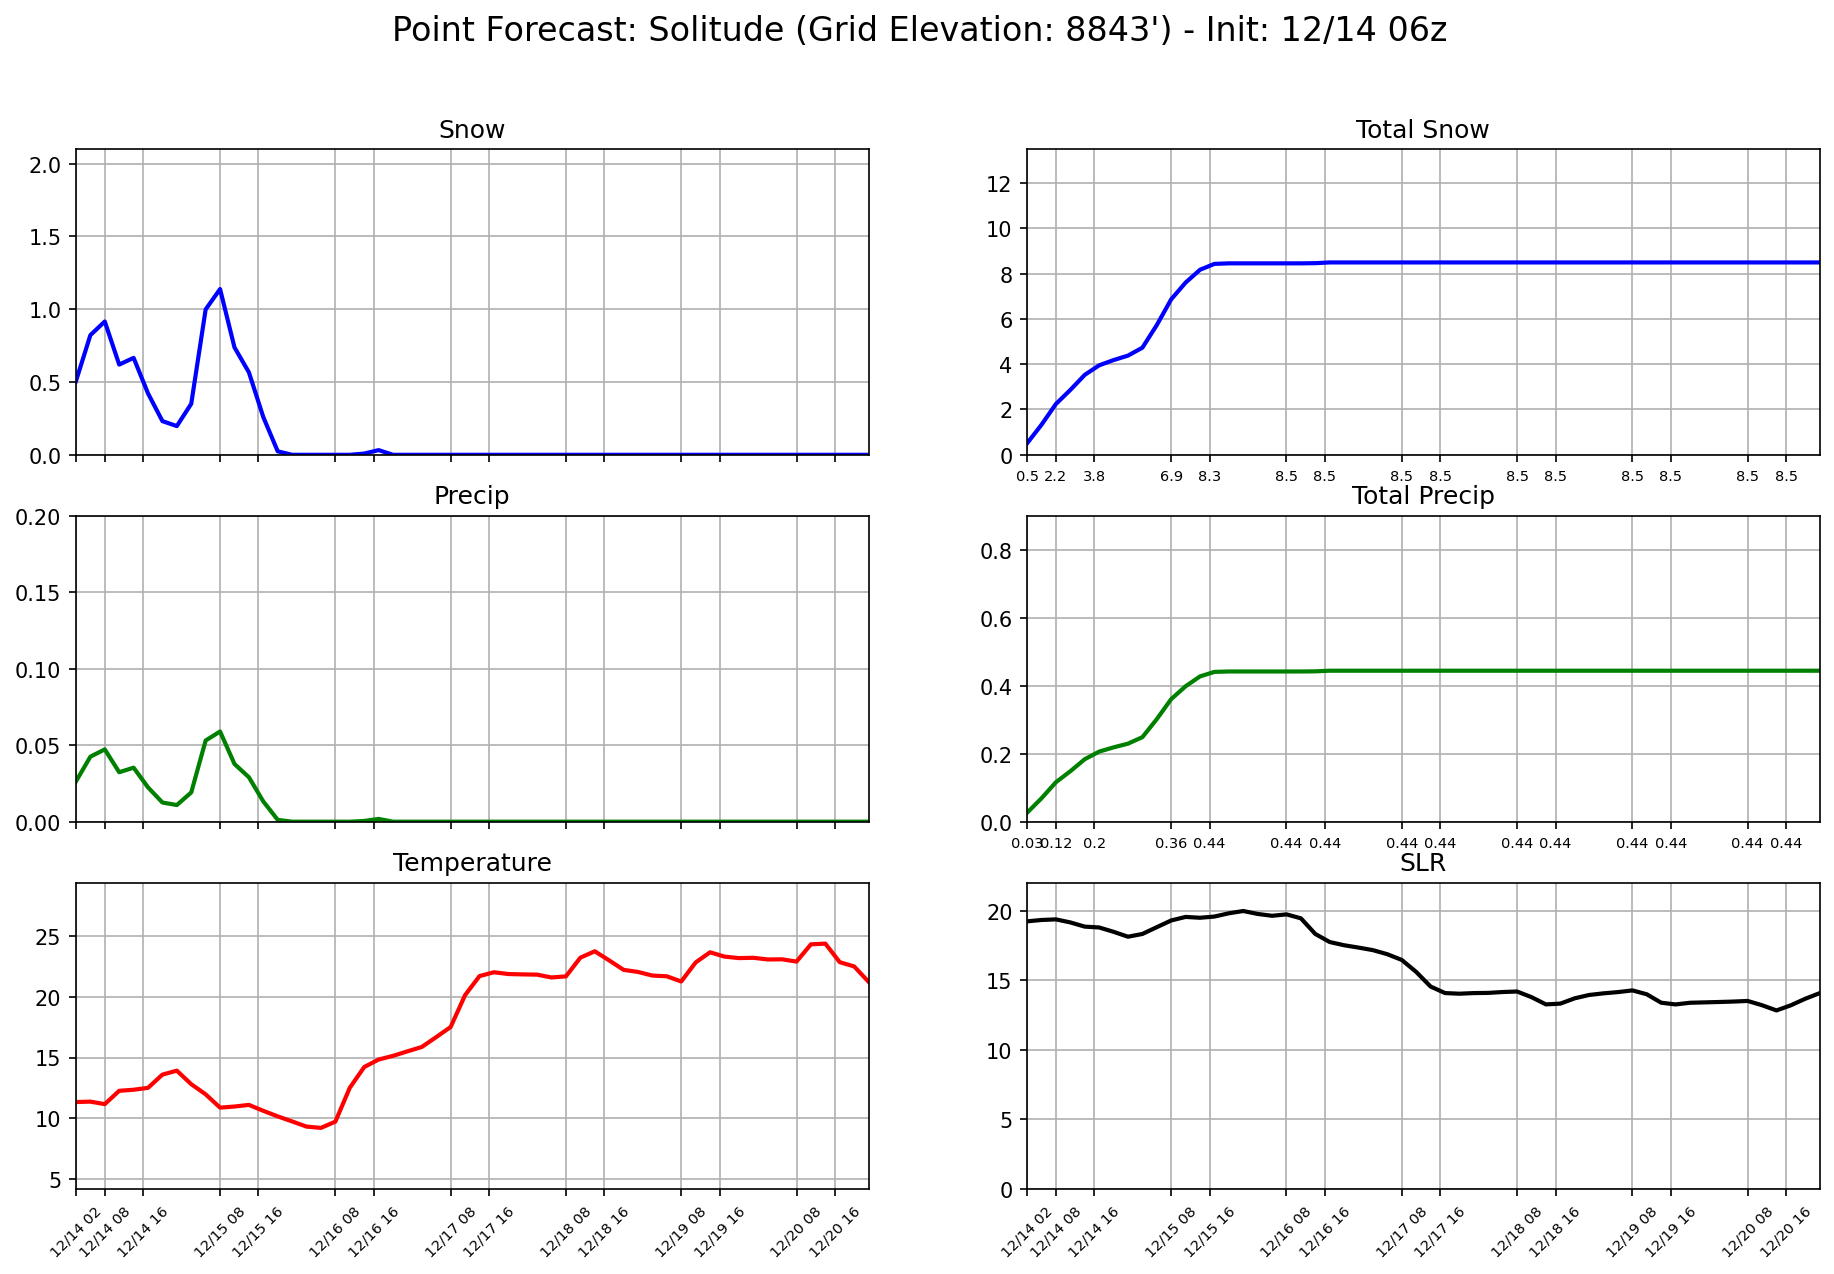 Point Forecast: Solitude (Grid Elevation: 8843') - Init: 12/14 06z
Snow
2.0
1.5
1.0
0.5
0.0
Total Snow
12
10
8
6
4
2
0
0.5 2.2 3.8 6.9 8.3 8.5 8.5 8.5 8.5 8.5 8.5 8.5 8.5 8.5 8.5
Precip
0.20
0.15
0.10
0.05
0.00
Total Precip
0.8
0.6
0.4
0.2
0.0
0.03 0.12 0.2 0.36 0.44 0.44 0.44 0.44 0.44 0.44 0.44 0.44 0.44 0.44 0.44
Temperature
25
20
15
10
5
12/14 02 12/14 08 12/14 16 12/15 08 12/15 16 12/16 08 12/16 16 12/17 08 12/17 16 12/18 08 12/18 16 12/19 08 12/19 16 12/20 08 12/20 16
SLR
20
15
10
5
0
12/14 02 12/14 08 12/14 16 12/15 08 12/15 16 12/16 08 12/16 16 12/17 08 12/17 16 12/18 08 12/18 16 12/19 08 12/19 16 12/20 08 12/20 16